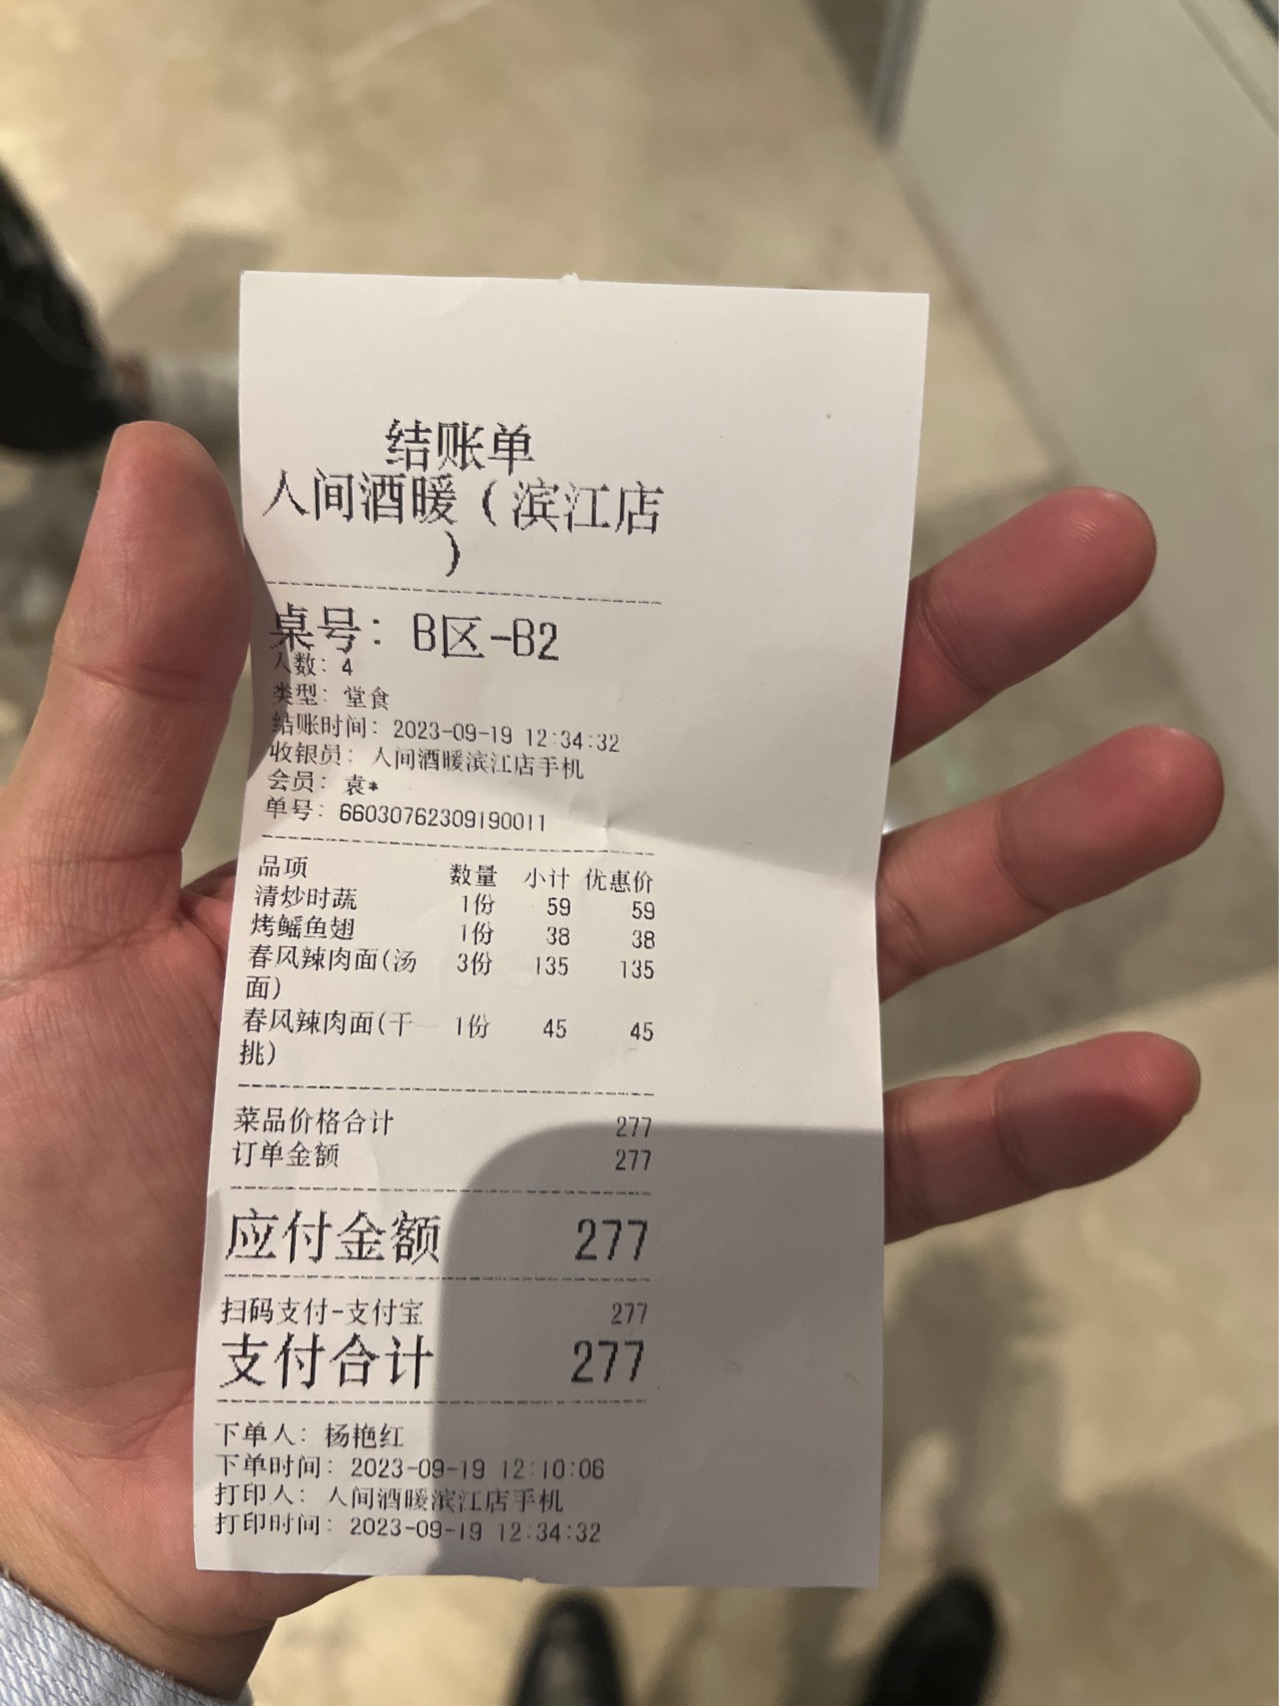 结账单
人间酒暖（滨江店
）
桌号：B区-B2
人数：4
类型：堂食
结账时间：2023-09-19 12:34:32
收银员：人间酒暖滨江店手机
会员：袁*
单号：660307622309190011
品项 数量 小计 优惠价
清炒时蔬 1份 59 59
烤鳐鱼翅 1份 38 38
春风辣肉面(汤 3份 135 135
面)
春风辣肉面(干 1份 45 45
挑)
菜品价格合计 277
订单金额 277
应付金额 277
扫码支付-支付宝 277
支付合计 277
下单人：杨艳红
下单时间：2023-09-19 12:10:06
打印人：人间酒暖滨江店手机
打印时间：2023-09-19 12:34:32